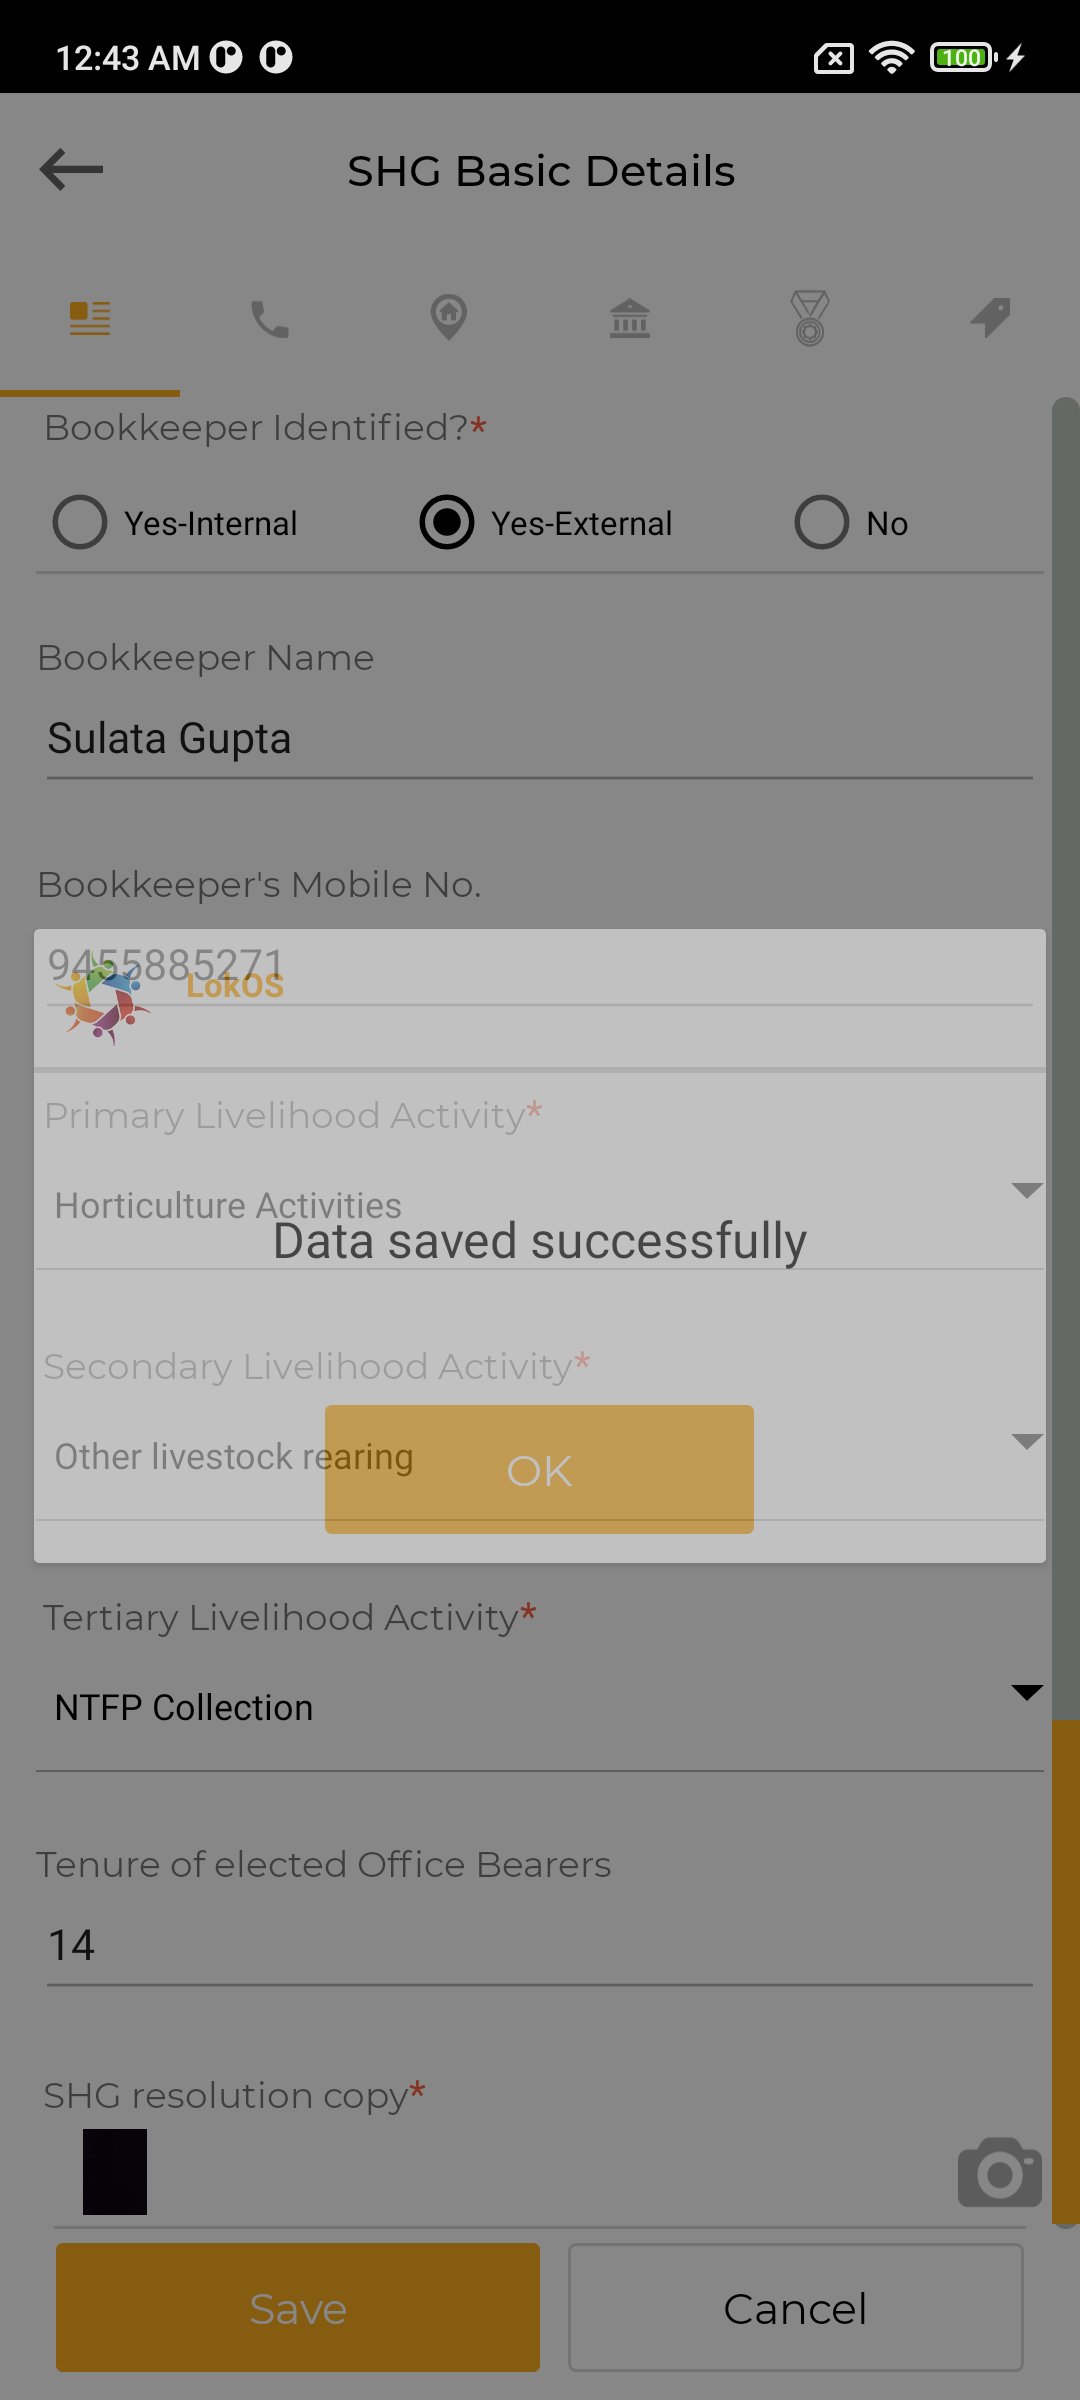 12:43 AM
100
SHG Basic Details
Bookkeeper Identified?*
Yes-Internal Yes-External No
Bookkeeper Name
Sulata Gupta
Bookkeeper's Mobile No.
9455885271
LokOS
Primary Livelihood Activity*
Horticulture Activities
Data saved successfully
Secondary Livelihood Activity*
Other livestock rearing
OK
Tertiary Livelihood Activity*
NTFP Collection
Tenure of elected Office Bearers
14
SHG resolution copy*
Save Cancel